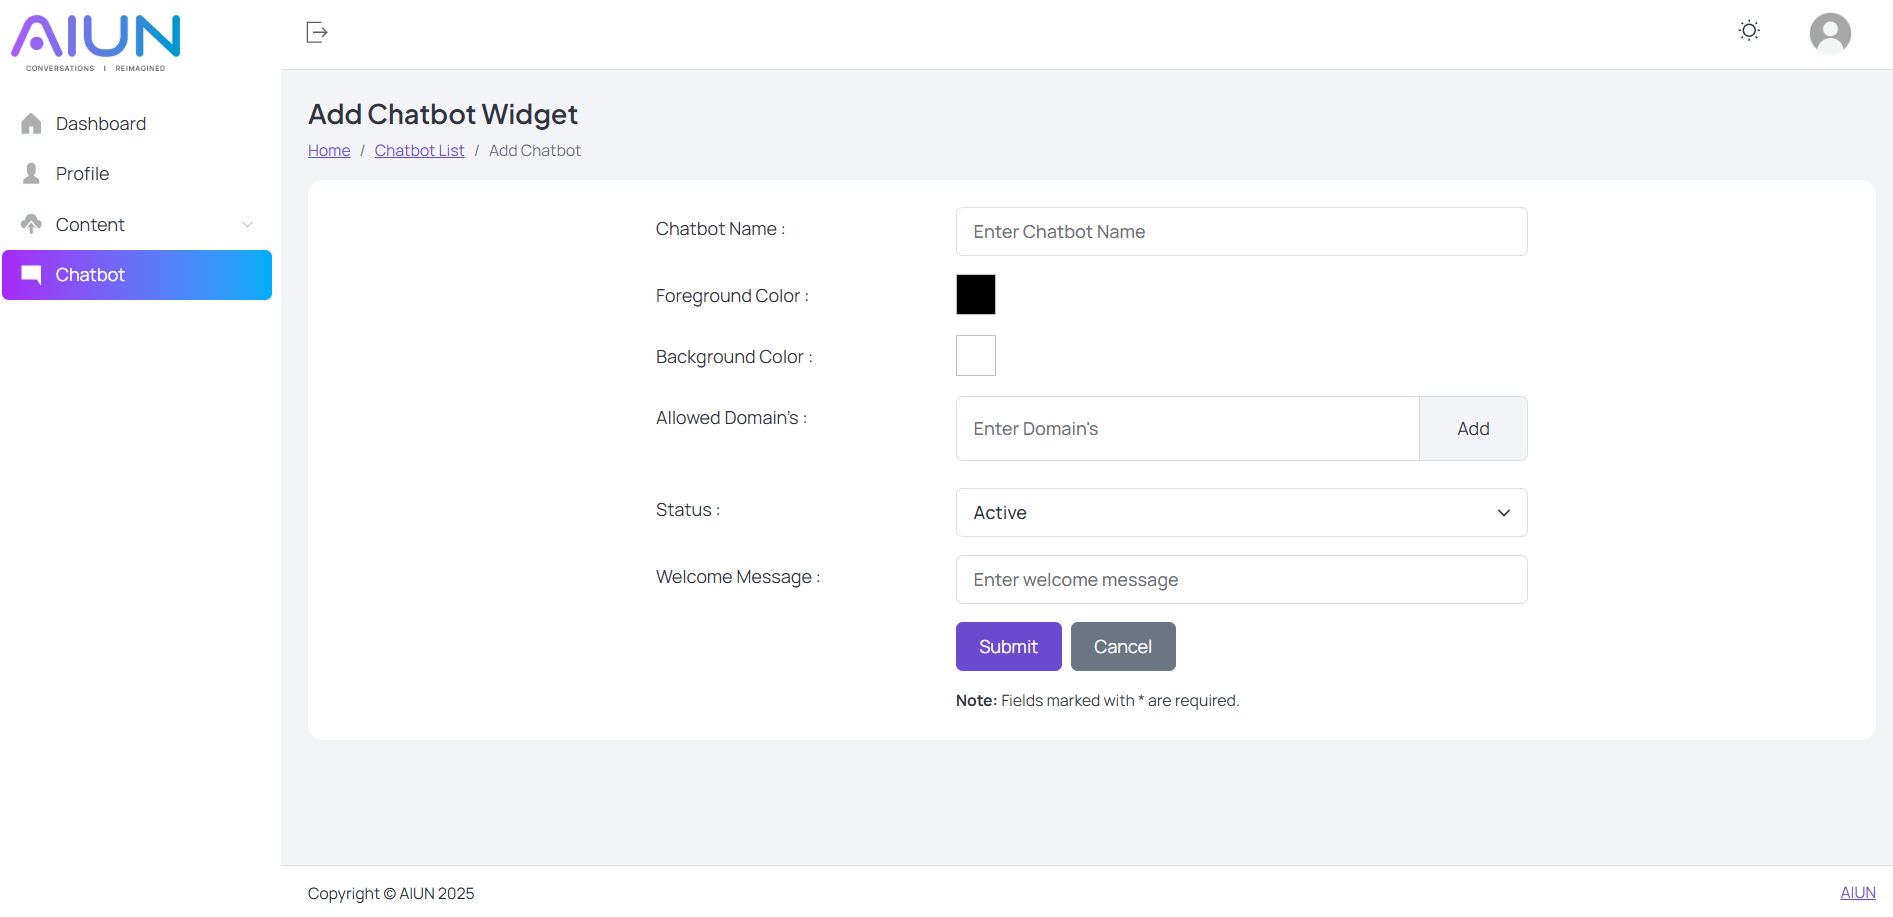 AIUN
CONVERSATIONS | REIMAGINED
Dashboard
Profile
Content
Chatbot
Add Chatbot Widget
Home / Chatbot List / Add Chatbot
Chatbot Name :
Enter Chatbot Name
Foreground Color :
Background Color :
Allowed Domain's :
Enter Domain's
Add
Status :
Active
Welcome Message :
Enter welcome message
Submit
Cancel
Note: Fields marked with * are required.
Copyright © AIUN 2025
AIUN